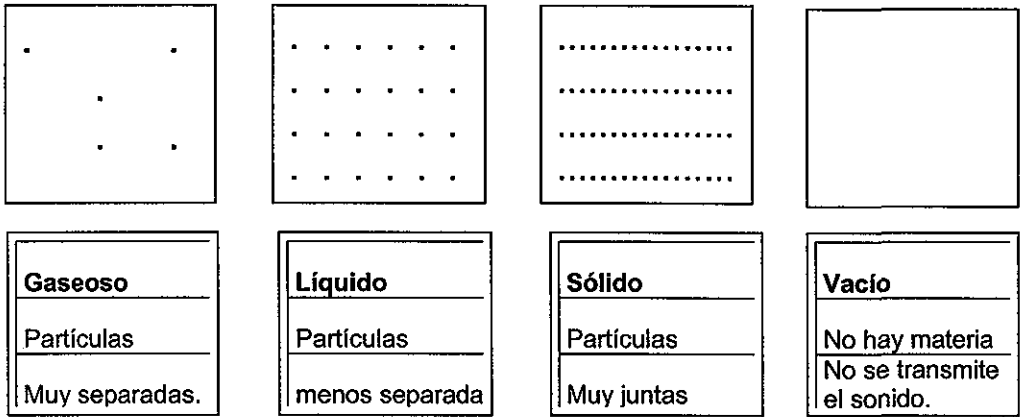 Gaseoso
Partículas
Muy separadas.
Líquido
Partículas
menos separada
Sólido
Partículas
Muy juntas
Vacío
No hay materia
No se transmite
el sonido.